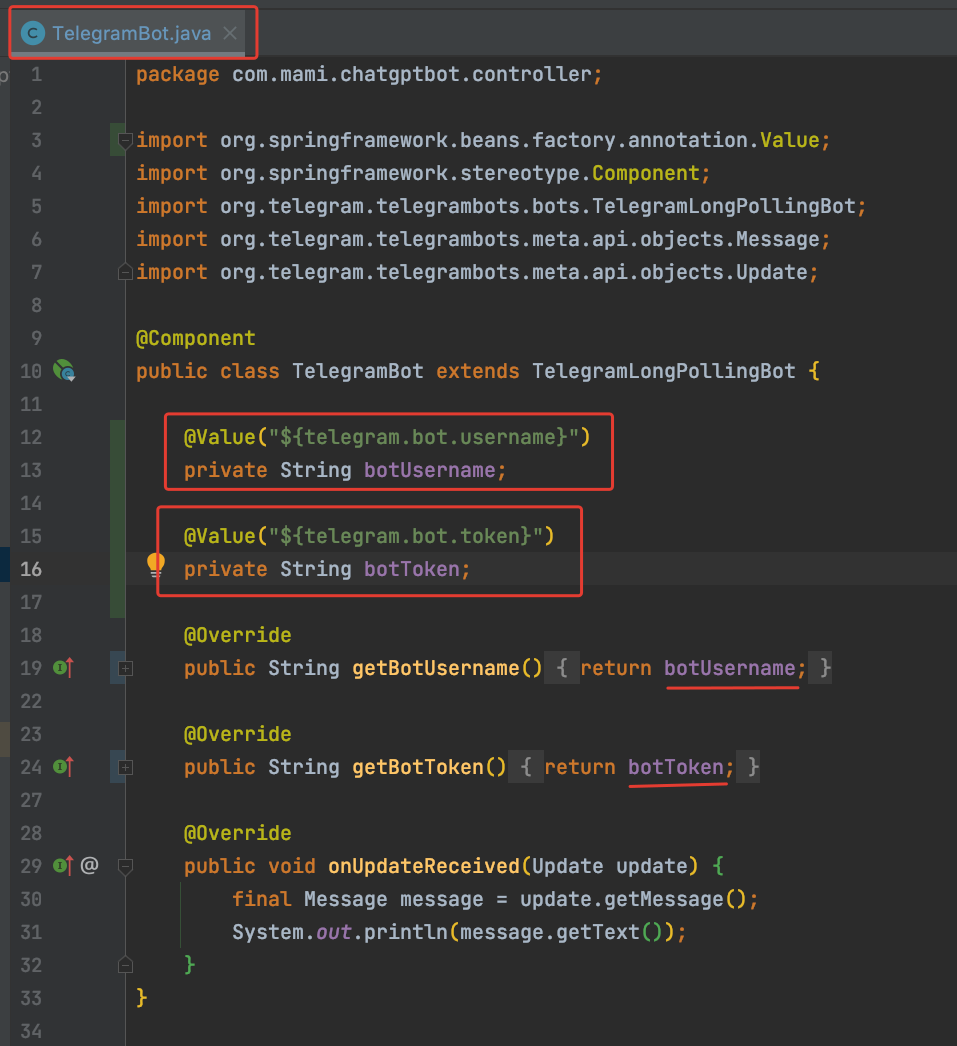 TelegramBot.java
1 package com.mami.chatgptbot.controller;
2
3 import org.springframework.beans.factory.annotation.Value;
4 import org.springframework.stereotype.Component;
5 import org.telegram.telegrambots.bots.TelegramLongPollingBot;
6 import org.telegram.telegrambots.meta.api.objects.Message;
7 import org.telegram.telegrambots.meta.api.objects.Update;
8
9 @Component
10 public class TelegramBot extends TelegramLongPollingBot {
11
12 @Value("${telegram.bot.username}")
13 private String botUsername;
14
15 @Value("${telegram.bot.token}")
16 private String botToken;
17
18 @Override
19 public String getBotUsername() { return botUsername; }
22
23 @Override
24 public String getBotToken() { return botToken; }
27
28 @Override
29 public void onUpdateReceived(Update update) {
30 final Message message = update.getMessage();
31 System.out.println(message.getText());
32 }
33 }
34